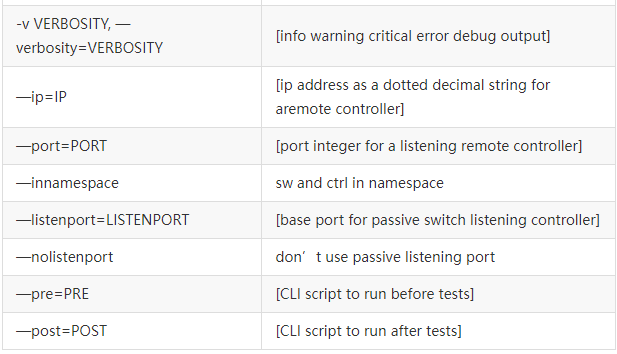 -v VERBOSITY, —
verbosity=VERBOSITY
[info warning critical error debug output]
—ip=IP
[ip address as a dotted decimal string for
aremote controller]
—port=PORT
[port integer for a listening remote controller]
—innamespace
sw and ctrl in namespace
—listenport=LISTENPORT
[base port for passive switch listening controller]
—nolistenport
don’t use passive listening port
—pre=PRE
[CLI script to run before tests]
—post=POST
[CLI script to run after tests]